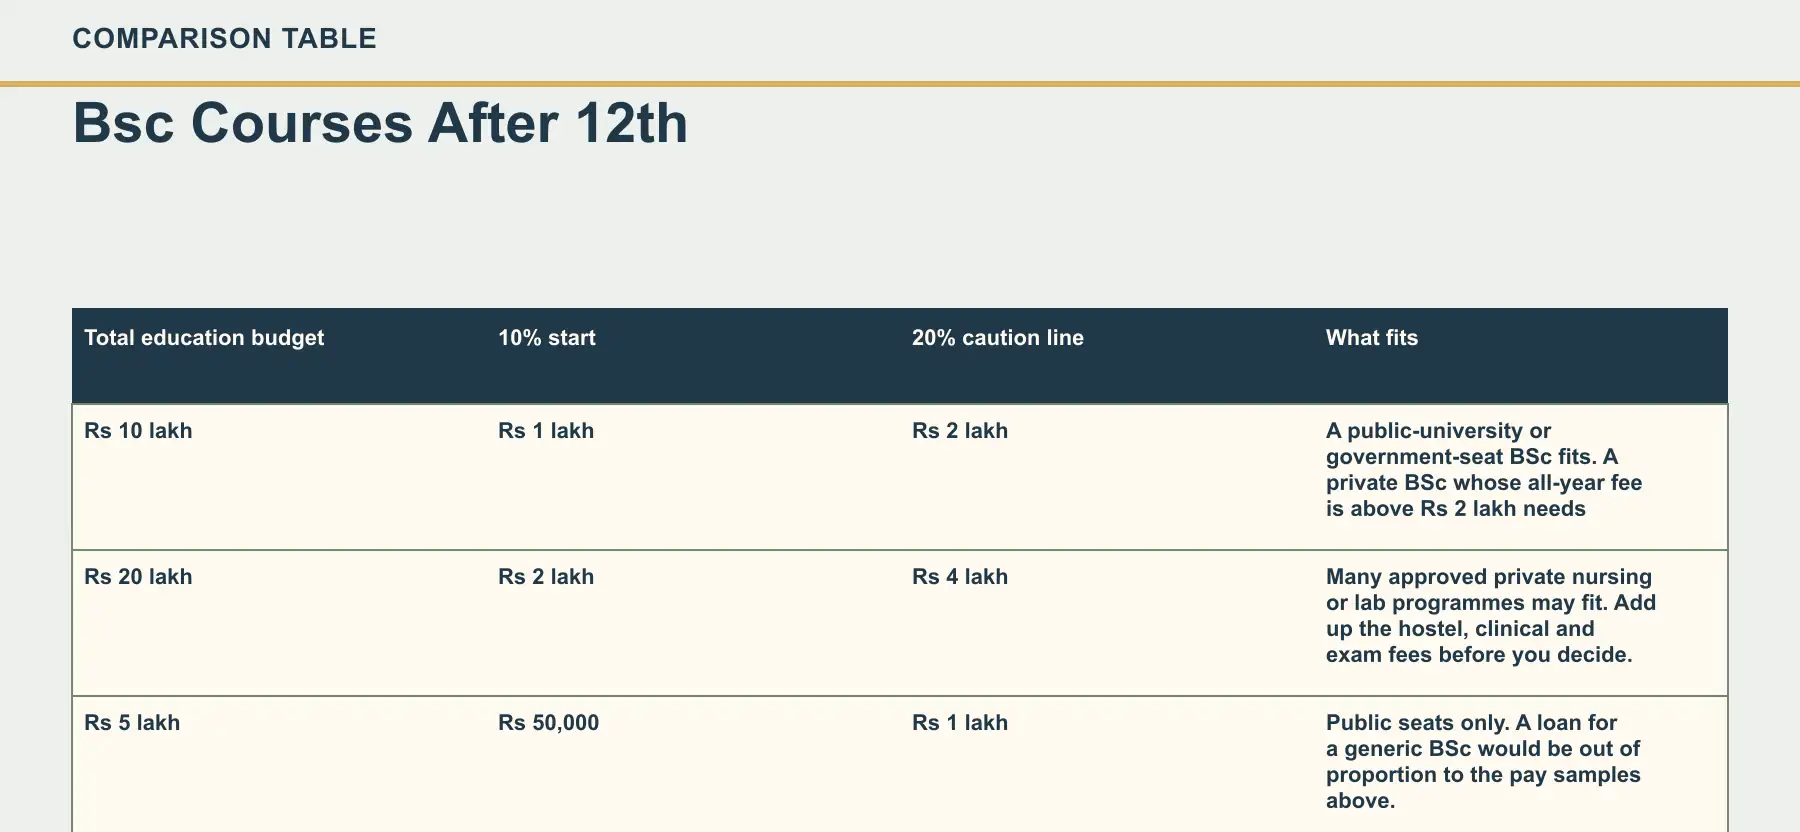 COMPARISON TABLE
Bsc Courses After 12th
Total education budget
10% start
20% caution line
What fits
Rs 10 lakh
Rs 1 lakh
Rs 2 lakh
A public-university or
government-seat BSc fits. A
private BSc whose all-year fee
is above Rs 2 lakh needs
Rs 20 lakh
Rs 2 lakh
Rs 4 lakh
Many approved private nursing
or lab programmes may fit. Add
up the hostel, clinical and
exam fees before you decide.
Rs 5 lakh
Rs 50,000
Rs 1 lakh
Public seats only. A loan for
a generic BSc would be out of
proportion to the pay samples
above.